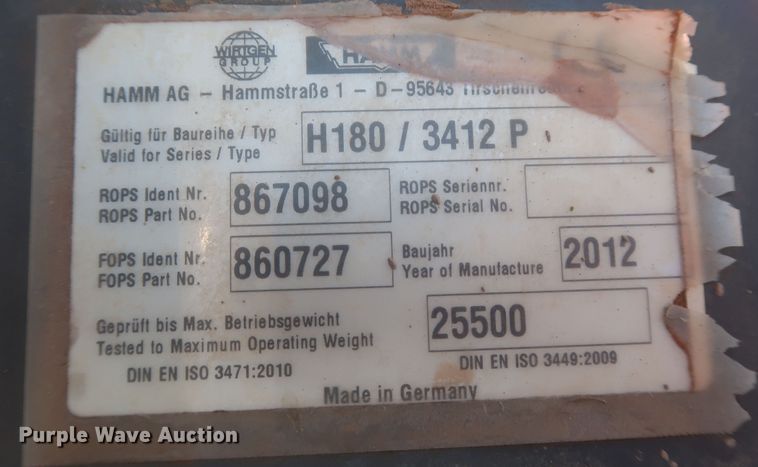 WIRTGEN
GROUP
HAMM
HAMM AG – Hammstraße 1 – D–95643
Gültig für Baureihe / Typ
Valid for Series / Type
H180 / 3412 P
ROPS Ident Nr.
ROPS Part No.
867098
ROPS Seriennr.
ROPS Serial No.
FOPS Ident Nr.
FOPS Part No.
860727
Baujahr
Year of Manufacture
2012
Geprüft bis Max. Betriebsgewicht
Tested to Maximum Operating Weight
25500
DIN EN ISO 3471:2010
DIN EN ISO 3449:2009
Made in Germany
Purple Wave Auction